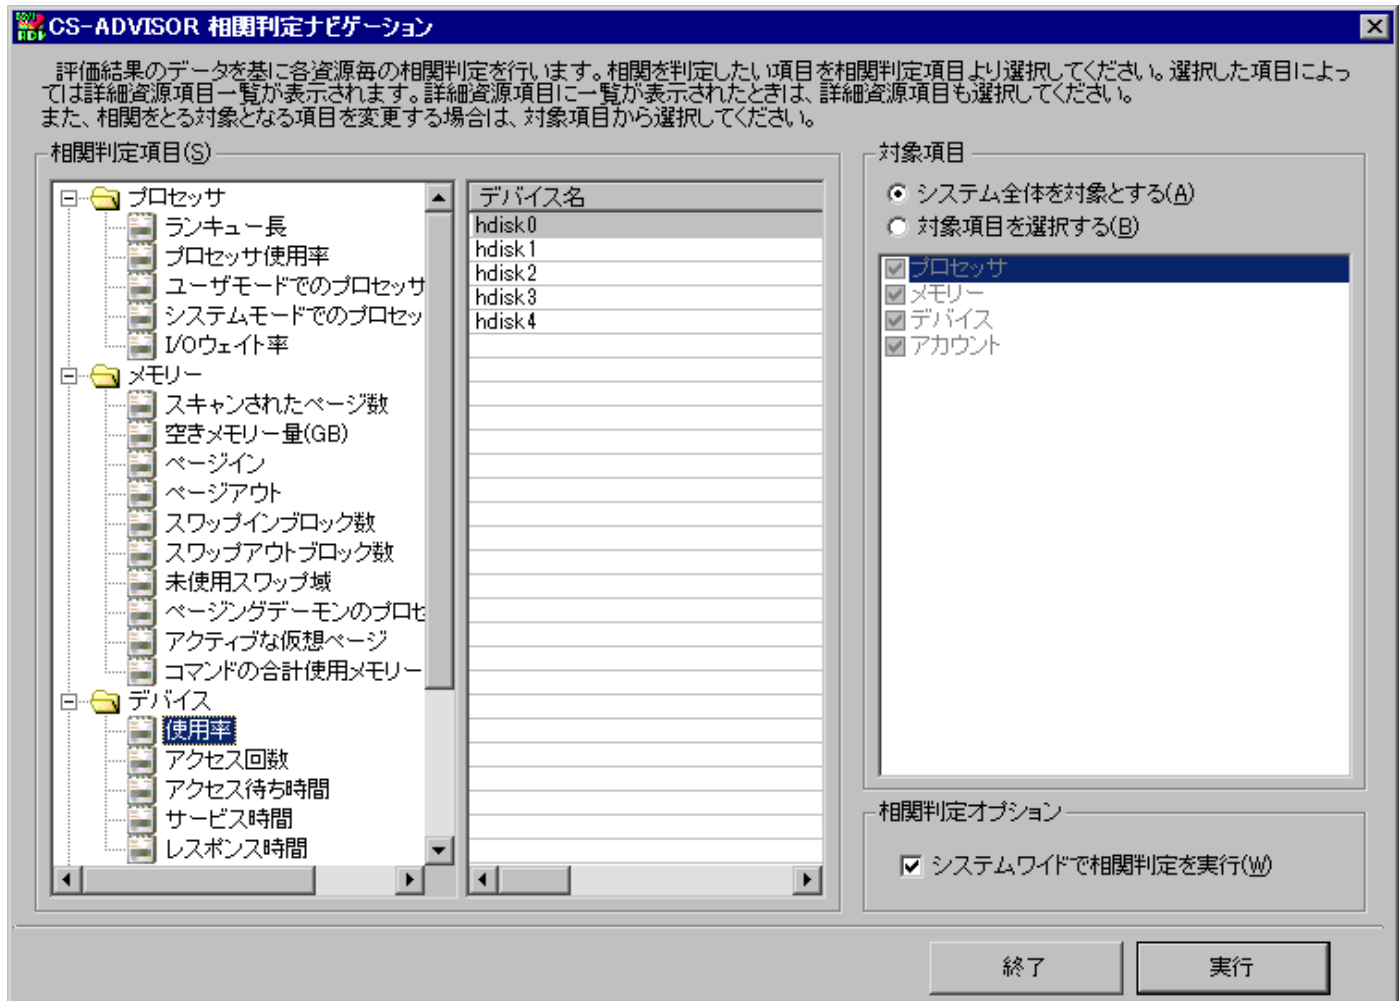 CS-ADVISOR 相関判定ナビゲーション
評価結果のデータを基に各資源毎の相関判定を行います。相関を判定したい項目を相関判定項目より選択してください。選択した項目によっ
ては詳細資源項目一覧が表示されます。詳細資源項目に一覧が表示されたときは、詳細資源項目も選択してください。
また、相関をとる対象となる項目を変更する場合は、対象項目から選択してください。
相関判定項目(S)
プロセッサ
ランキュー長
プロセッサ使用率
ユーザモードでのプロセッサ
システムモードでのプロセッ
I/Oウェイト率
メモリー
スキャンされたページ数
空きメモリー量(GB)
ページイン
ページアウト
スワップインブロック数
スワップアウトブロック数
未使用スワップ域
ページングデーモンのプロセ
アクティブな仮想ページ
コマンドの合計使用メモリー
デバイス
使用率
アクセス回数
アクセス待ち時間
サービス時間
レスポンス時間
デバイス名
hdisk0
hdisk1
hdisk2
hdisk3
hdisk4
対象項目
システム全体を対象とする(A)
対象項目を選択する(B)
プロセッサ
メモリー
デバイス
アカウント
相関判定オプション
システムワイドで相関判定を実行(W)
終了
実行